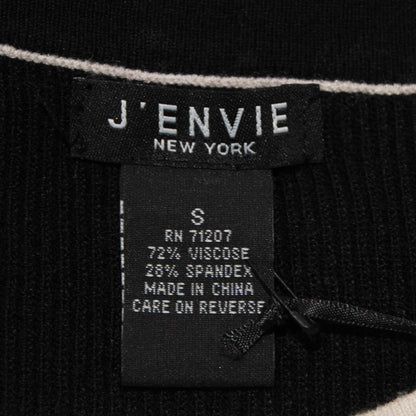 J'ENVIE
NEW YORK
S
RN 71207
72% VISCOSE
28% SPANDEX
MADE IN CHINA
CARE ON REVERSE